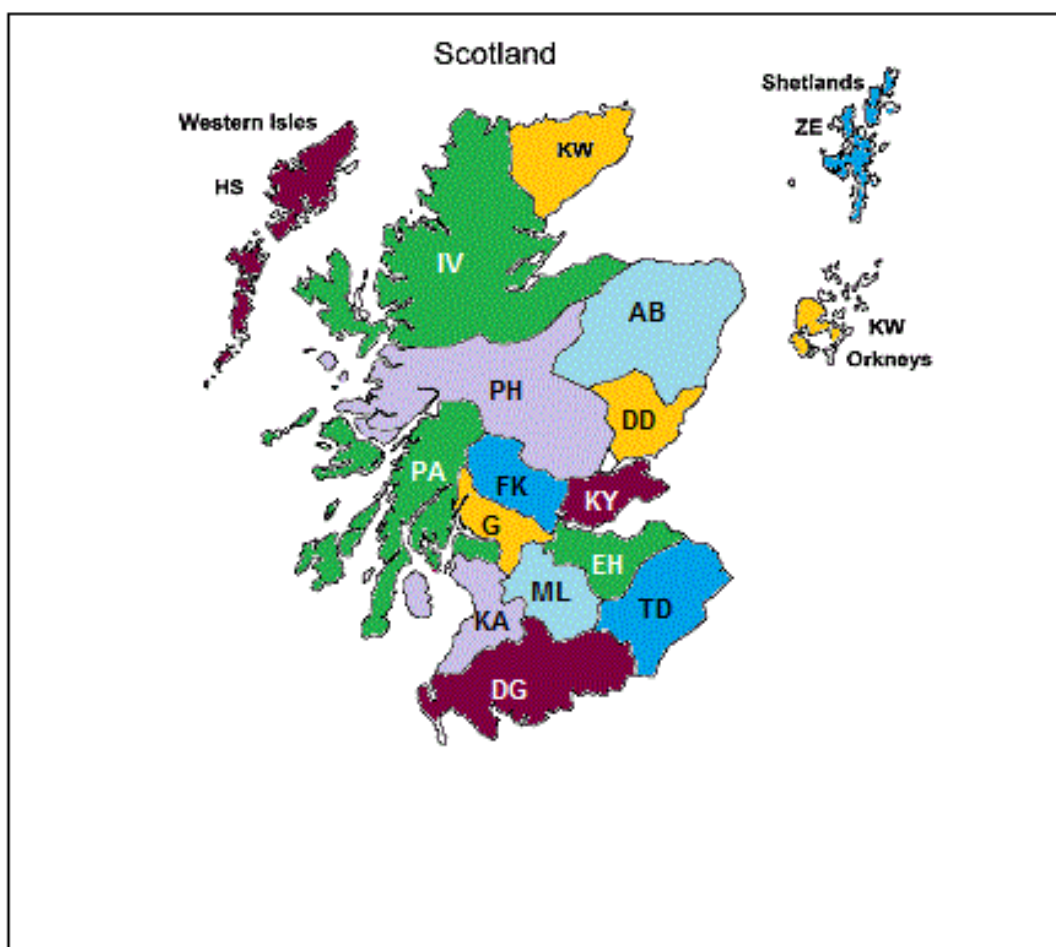 Scotland
Shetlands
ZE
Western Isles
HS
KW
IV
AB
KW
Orkneys
PH
DD
PA
FK
KY
G
EH
ML
TD
KA
DG